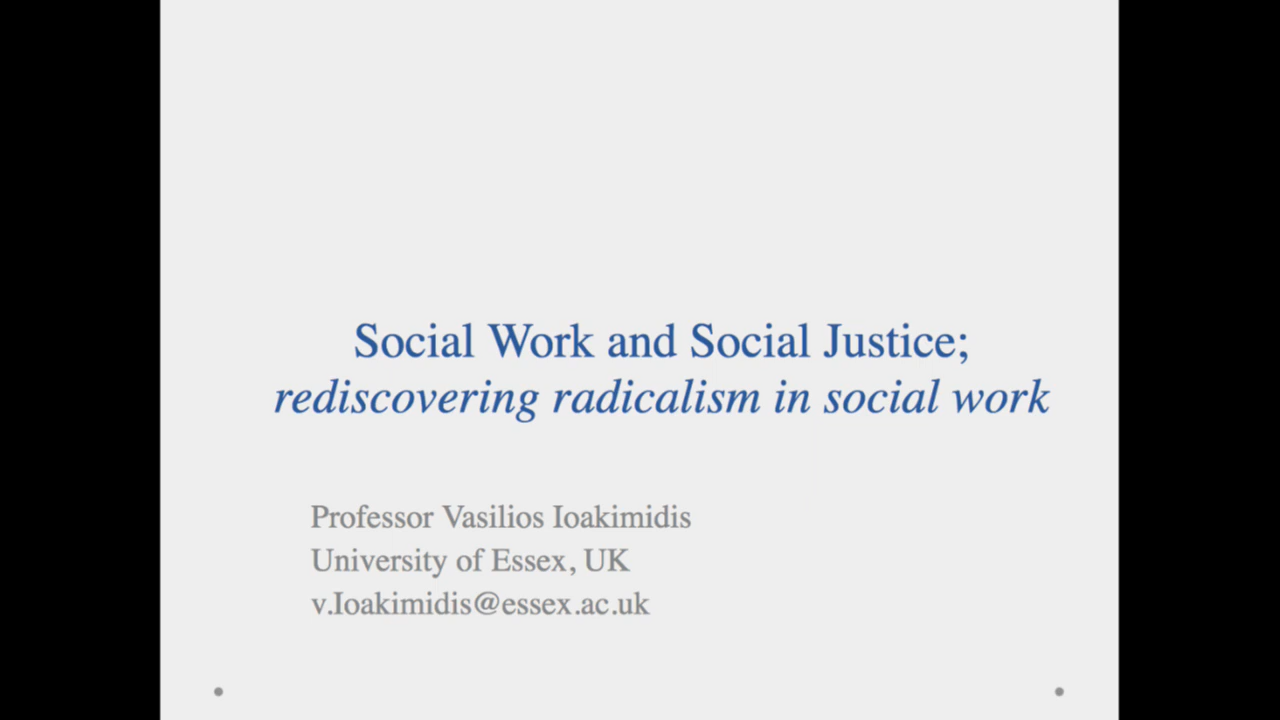 Social Work and Social Justice;
rediscovering radicalism in social work
Professor Vasilios Ioakimidis
University of Essex, UK
v.Ioakimidis@essex.ac.uk